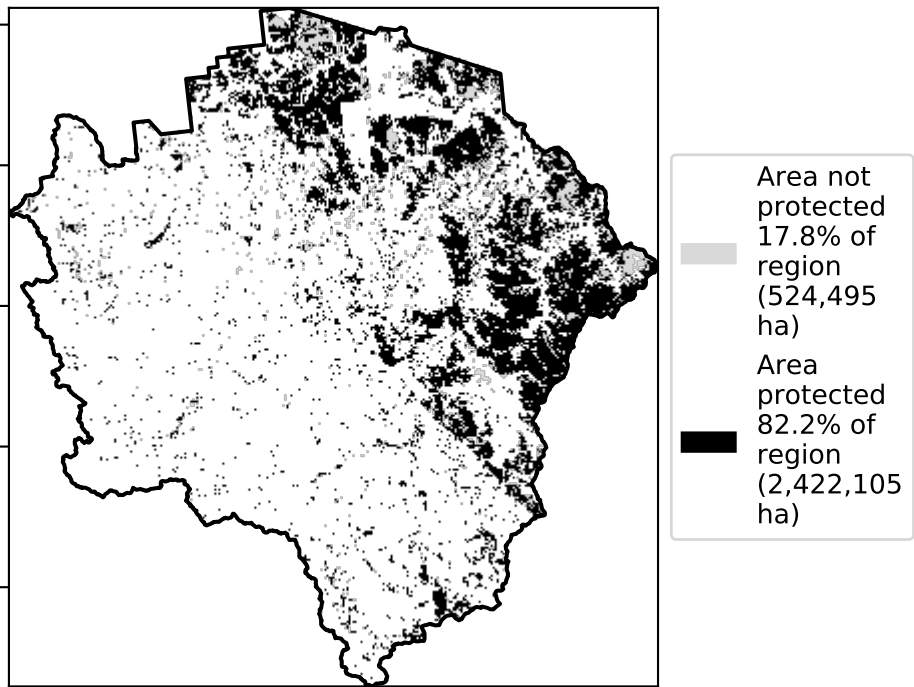 Area not
protected
17.8% of
region
(524,495
ha)
Area
protected
82.2% of
region
(2,422,105
ha)